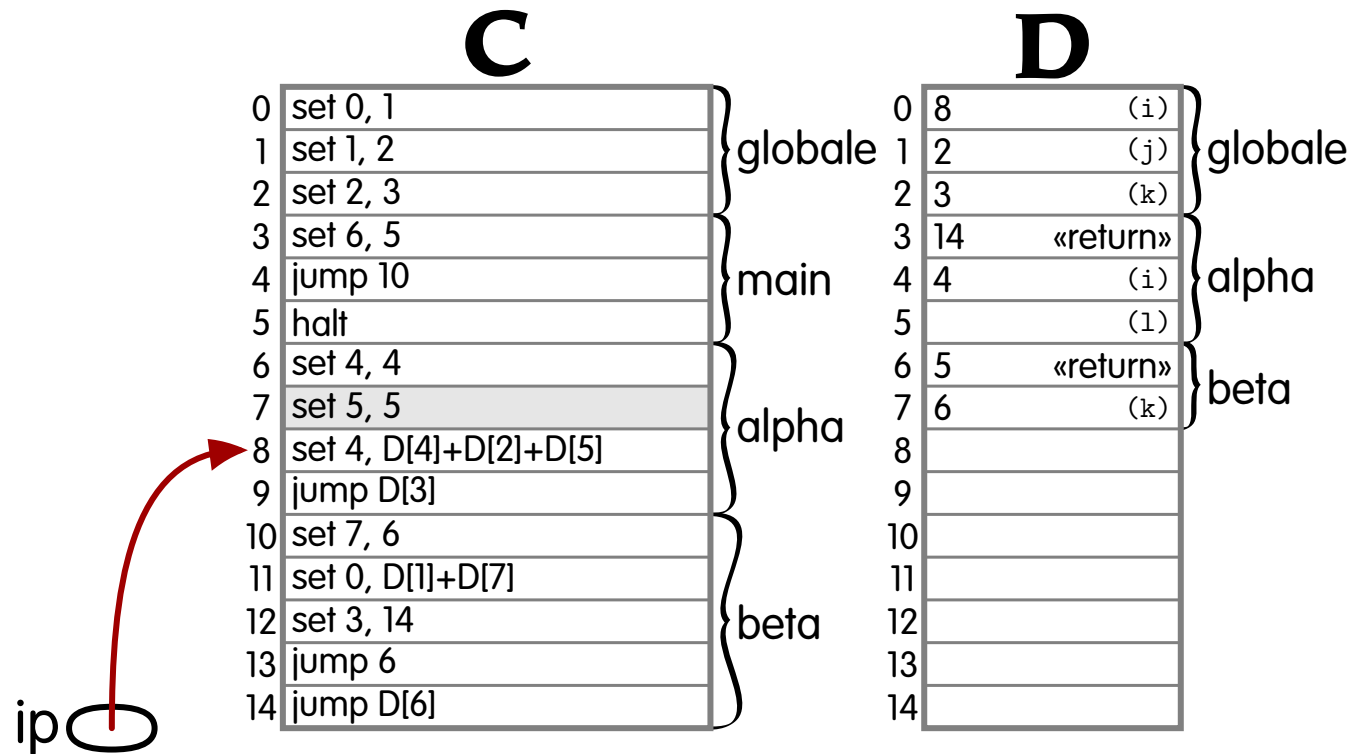 C
0 set 0, 1
1 set 1, 2
2 set 2, 3
globale
3 set 6, 5
4 jump 10
5 halt
main
6 set 4, 4
7 set 5, 5
8 set 4, D[4]+D[2]+D[5]
9 jump D[3]
alpha
10 set 7, 6
11 set 0, D[1]+D[7]
12 set 3, 14
13 jump 6
14 jump D[6]
beta
ip
D
0 8 (i)
1 2 (j)
2 3 (k)
globale
3 14 «return»
4 4 (i)
5 (l)
alpha
6 5 «return»
7 6 (k)
beta
8
9
10
11
12
13
14